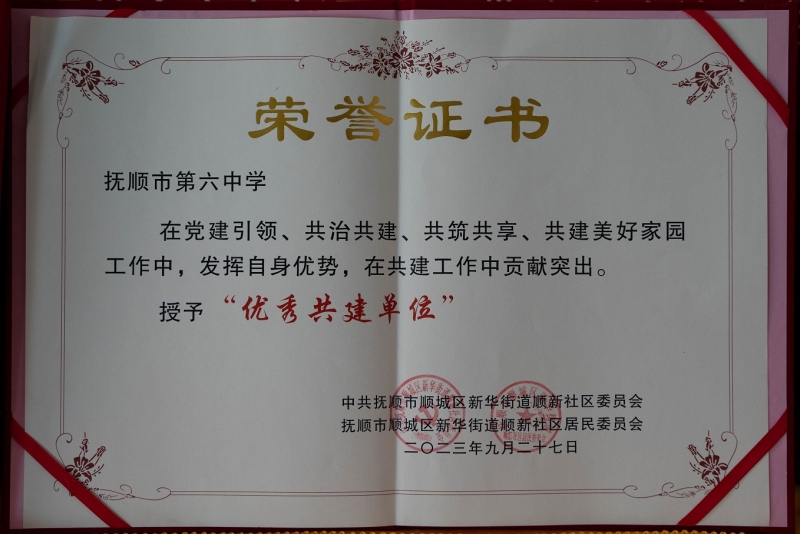 荣誉证书
抚顺市第六中学
在党建引领、共治共建、共筑共享、共建美好家园
工作中，发挥自身优势，在共建工作中贡献突出。
授予“优秀共建单位”
中共抚顺市顺城区新华街道顺新社区委员会
抚顺市顺城区新华街道顺新社区居民委员会
二〇二三年九月二十七日